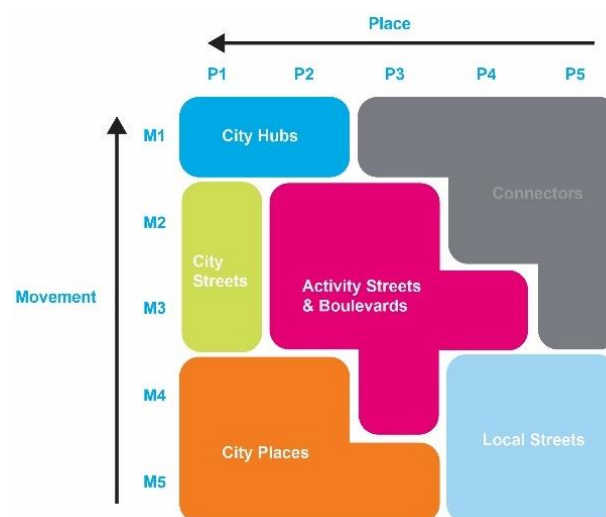 Place
P1 P2 P3 P4 P5
M1
City Hubs
Connectors
M2
City
Streets
Activity Streets
& Boulevards
Movement
M3
M4
City Places
Local Streets
M5